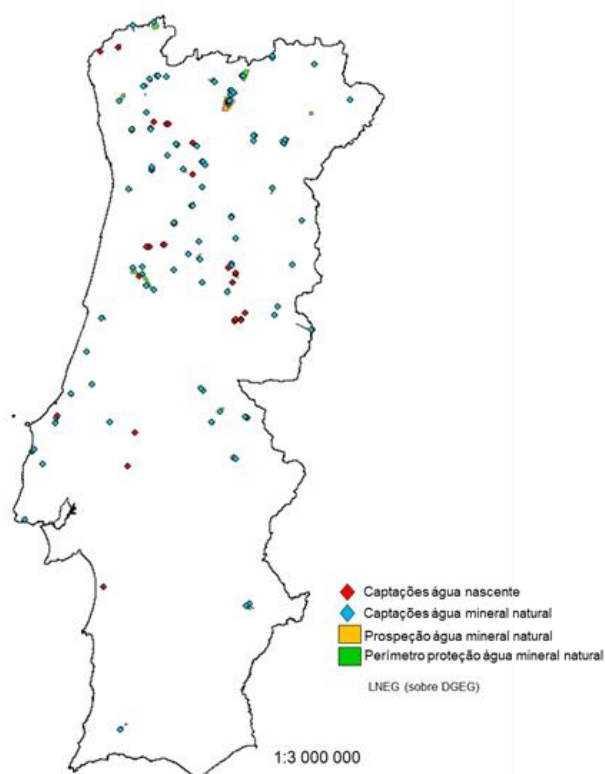 Captações água nascente
Captações água mineral natural
Prospeção água mineral natural
Perímetro proteção água mineral natural
LNEG (sobre DGEG)
1:3 000 000